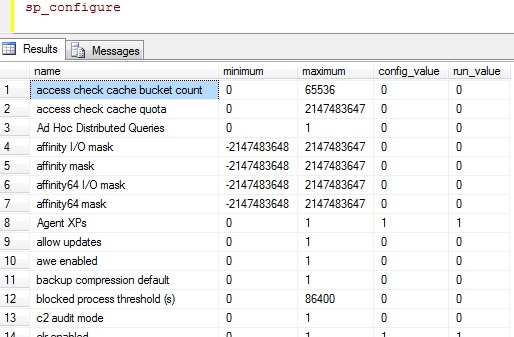 sp_configure
Results Messages
name minimum maximum config_value run_value
1 access check cache bucket count 0 65536 0 0
2 access check cache quota 0 2147483647 0 0
3 Ad Hoc Distributed Queries 0 1 0 0
4 affinity I/O mask -2147483648 2147483647 0 0
5 affinity mask -2147483648 2147483647 0 0
6 affinity64 I/O mask -2147483648 2147483647 0 0
7 affinity64 mask -2147483648 2147483647 0 0
8 Agent XPs 0 1 1 1
9 allow updates 0 1 0 0
10 awe enabled 0 1 0 0
11 backup compression default 0 1 0 0
12 blocked process threshold (s) 0 86400 0 0
13 c2 audit mode 0 1 0 0
14 clr enabled 0 1 1 1